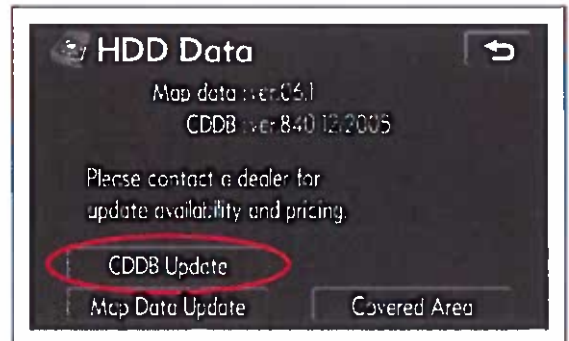 HDD Data
Map data : ver.06.1
CDDB : ver.840 12/2005
Please contact a dealer for
update availability and pricing.
CDDB Update
Map Data Update
Covered Area